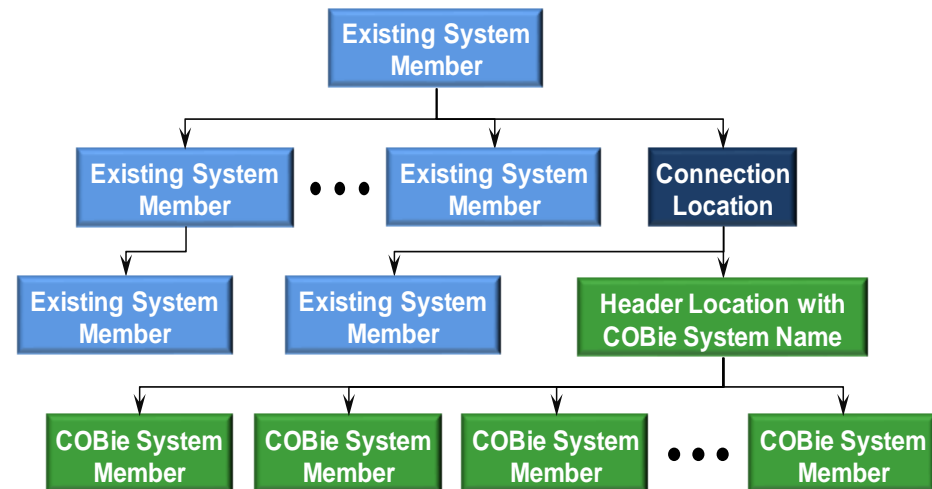 Existing System
Member
Existing System
Member
Existing System
Member
Connection
Location
Existing System
Member
Existing System
Member
Header Location with
COBie System Name
COBie System
Member
COBie System
Member
COBie System
Member
COBie System
Member